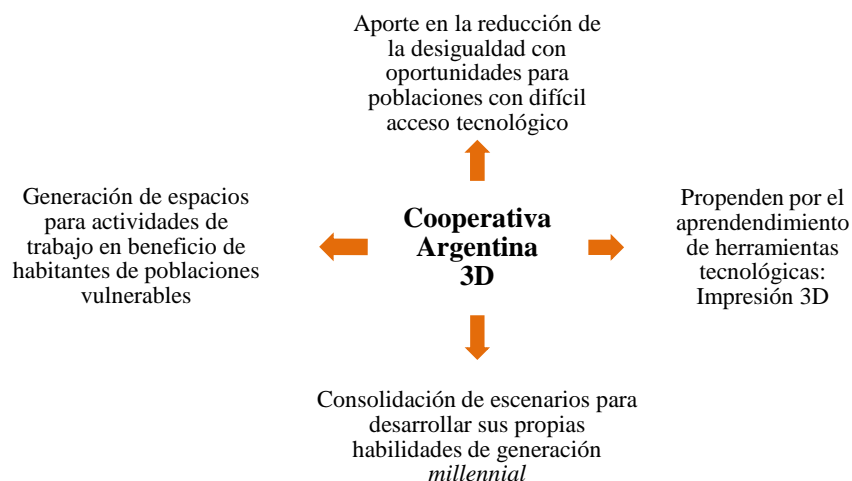 Aporte en la reducción de
la desigualdad con
oportunidades para
poblaciones con difícil
acceso tecnológico
Generación de espacios
para actividades de
trabajo en beneficio de
habitantes de poblaciones
vulnerables
Cooperativa
Argentina
3D
Propenden por el
aprendendimiento
de herramientas
tecnológicas:
Impresión 3D
Consolidación de escenarios para
desarrollar sus propias
habilidades de generación
millennial